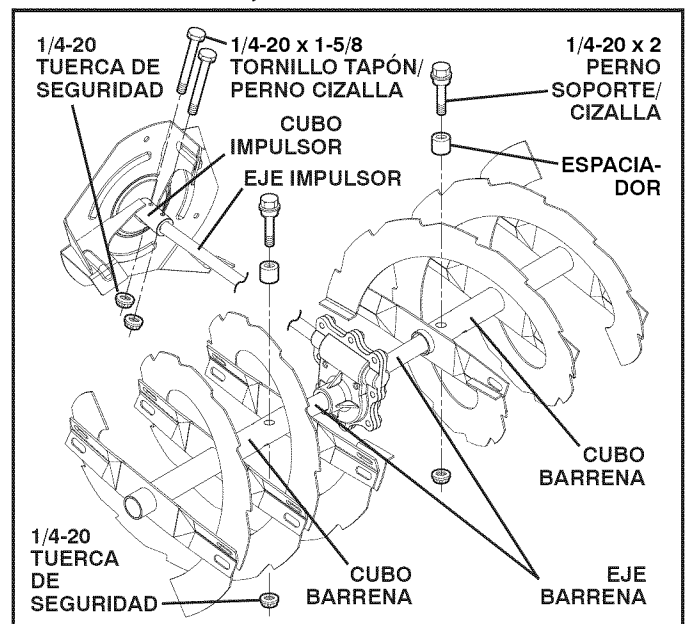 1/4-20
TUERCA DE
SEGURIDAD
1/4-20 x 1-5/8
TORNILLO TAPÓN/
PERNO CIZALLA
1/4-20 x 2
PERNO
SOPORTE/
CIZALLA
CUBO
IMPULSOR
EJE IMPULSOR
ESPACIA-
DOR
CUBO
BARRENA
1/4-20
TUERCA
DE
SEGURIDAD
CUBO
BARRENA
EJE
BARRENA